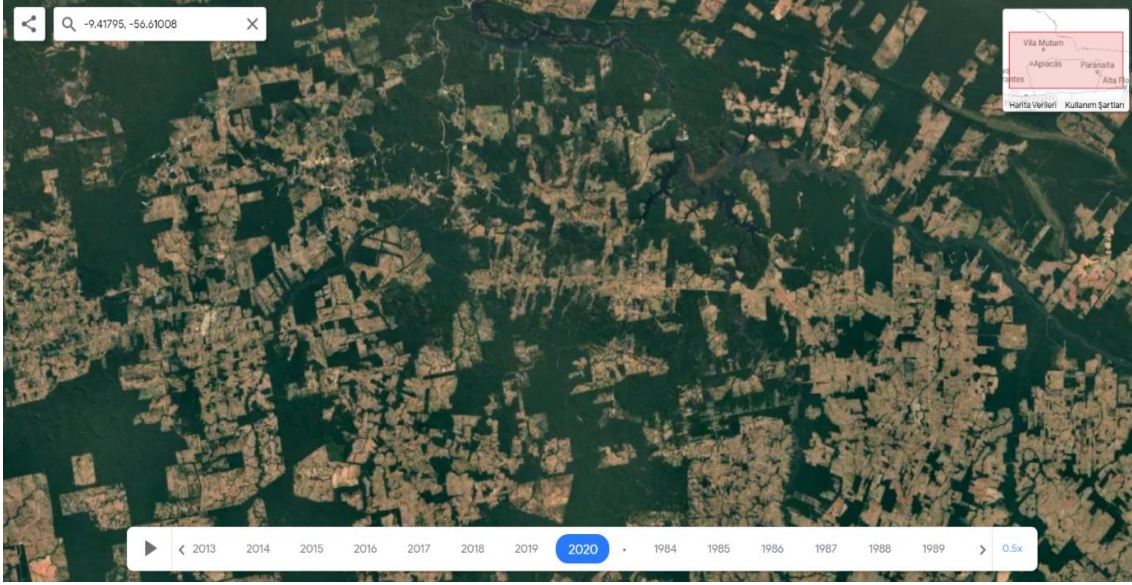 -9.41795, -56.61008
Vila Mutum
Apiacás
Paranaíta
rantes
Alta Flo
Harita Verileri Kullanım Şartları
2013 2014 2015 2016 2017 2018 2019 2020 1984 1985 1986 1987 1988 1989 0.5x